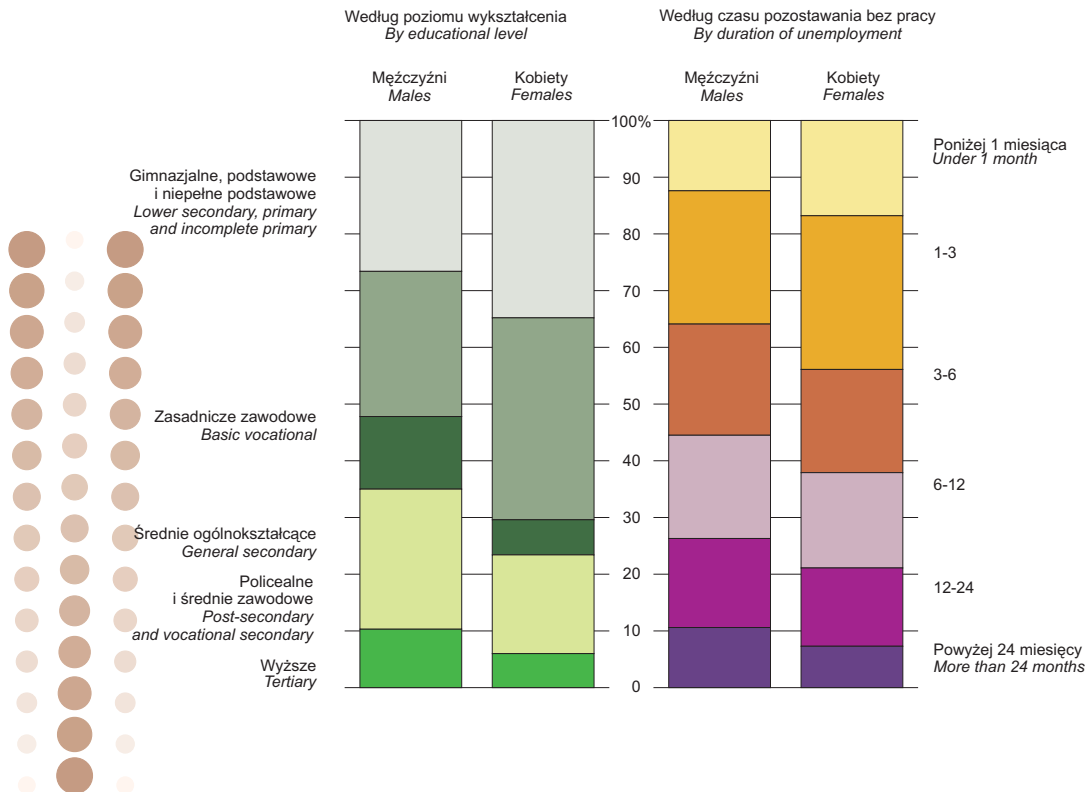 Według poziomu wykształcenia
By educational level
Według czasu pozostawania bez pracy
By duration of unemployment
Mężczyźni
Males
Kobiety
Females
Mężczyźni
Males
Kobiety
Females
Gimnazjalne, podstawowe
i niepełne podstawowe
Lower secondary, primary
and incomplete primary
Zasadnicze zawodowe
Basic vocational
Średnie ogólnokształcące
General secondary
Policealne
i średnie zawodowe
Post-secondary
and vocational secondary
Wyższe
Tertiary
100%
90
80
70
60
50
40
30
20
10
0
Poniżej 1 miesiąca
Under 1 month
1-3
3-6
6-12
12-24
Powyżej 24 miesięcy
More than 24 months